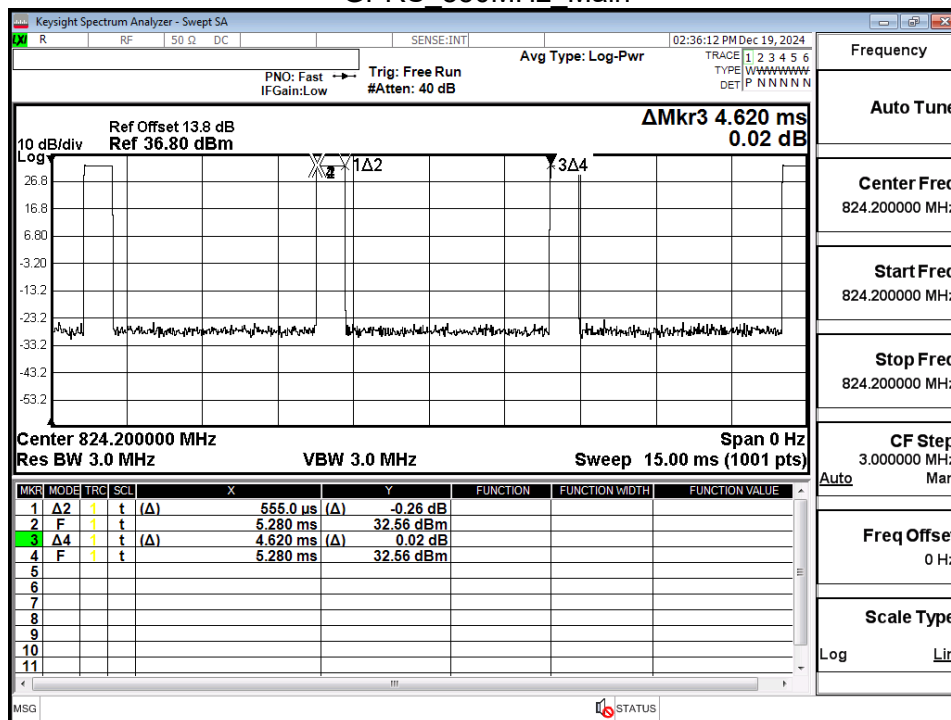 GPRS_850MHz_Main
Keysight Spectrum Analyzer - Swept SA
LXI R RF 50 Ω DC SENSE:INT 02:36:12 PM Dec 19, 2024
Avg Type: Log-Pwr TRACE 1 2 3 4 5 6
PNO: Fast Trig: Free Run TYPE WWWWWW
IFGain:Low #Atten: 40 dB DET P N N N N N
ΔMkr3 4.620 ms
Ref Offset 13.8 dB
10 dB/div Ref 36.80 dBm 0.02 dB
Log
1Δ2 3Δ4
26.8
16.8
6.80
-3.20
-13.2
-23.2
-33.2
-43.2
-53.2
Center 824.200000 MHz Span 0 Hz
Res BW 3.0 MHz VBW 3.0 MHz Sweep 15.00 ms (1001 pts)
MKR MODE TRC SCL X Y FUNCTION FUNCTION WIDTH FUNCTION VALUE
1 Δ2 1 t (Δ) 555.0 µs (Δ) -0.26 dB
2 F 1 t 5.280 ms 32.56 dBm
3 Δ4 1 t (Δ) 4.620 ms (Δ) 0.02 dB
4 F 1 t 5.280 ms 32.56 dBm
5
6
7
8
9
10
11
MSG STATUS
Frequency
Auto Tune
Center Freq
824.200000 MHz
Start Freq
824.200000 MHz
Stop Freq
824.200000 MHz
CF Step
3.000000 MHz
Auto Man
Freq Offset
0 Hz
Scale Type
Log Lin